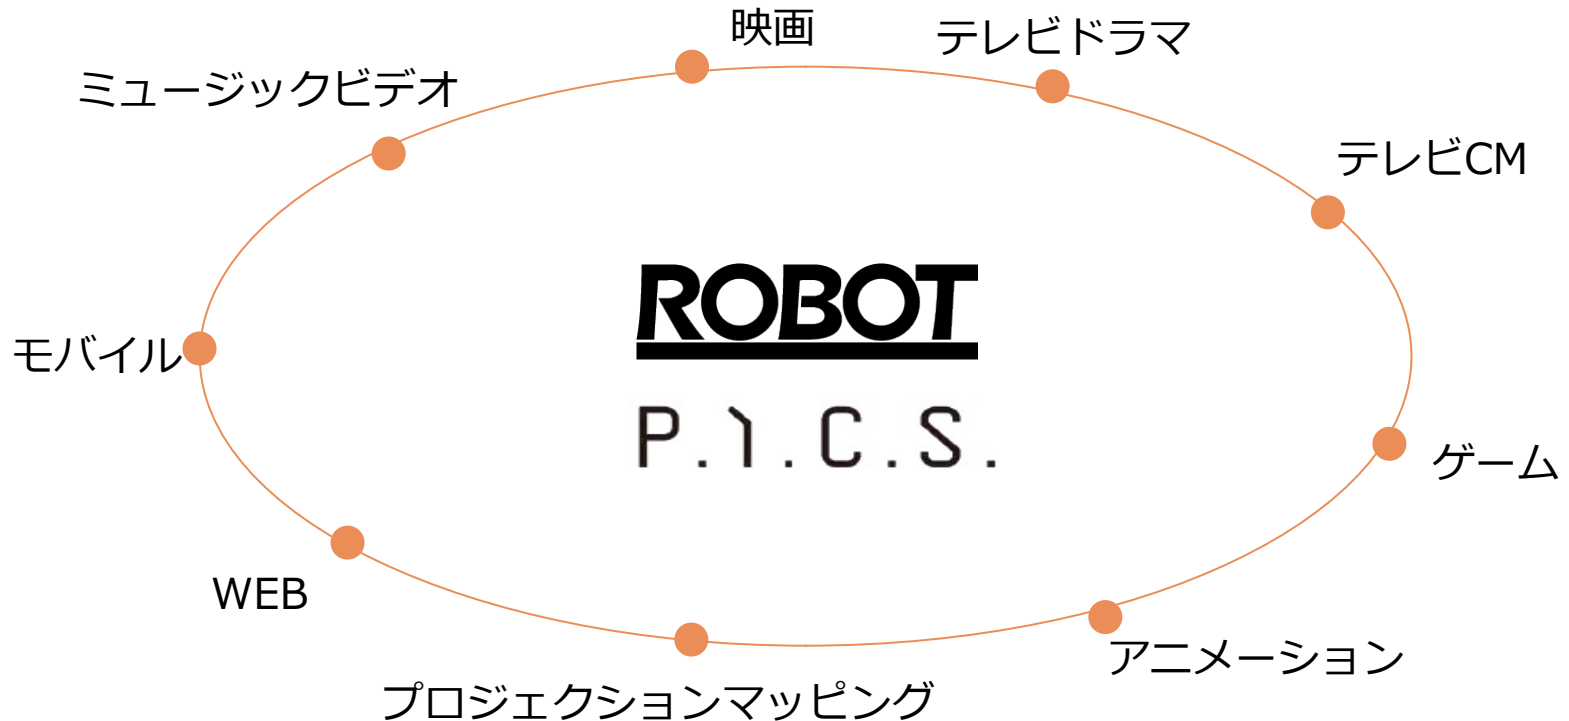 映画
テレビドラマ
ミュージックビデオ
テレビCM
ROBOT
モバイル
P.I.C.S.
ゲーム
WEB
アニメーション
プロジェクションマッピング